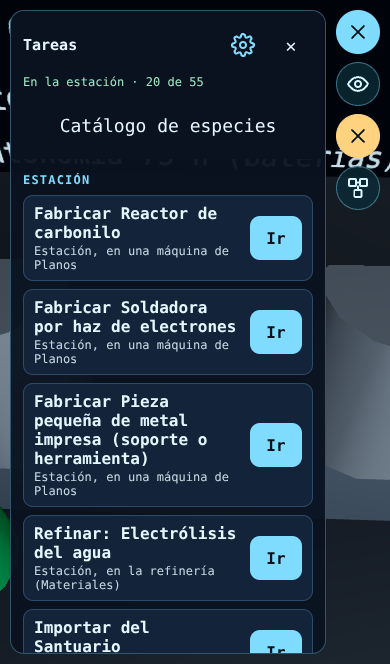 Tareas
En la estación · 20 de 55
Catálogo de especies
ESTACIÓN
Fabricar Reactor de
carbonilo
Estación, en una máquina de
Planos
Ir
Fabricar Soldadora
por haz de electrones
Estación, en una máquina de
Planos
Ir
Fabricar Pieza
pequeña de metal
impresa (soporte o
herramienta)
Estación, en una máquina de
Planos
Ir
Refinar: Electrólisis
del agua
Estación, en la refinería
(Materiales)
Ir
Importar del
Santuario
Ir